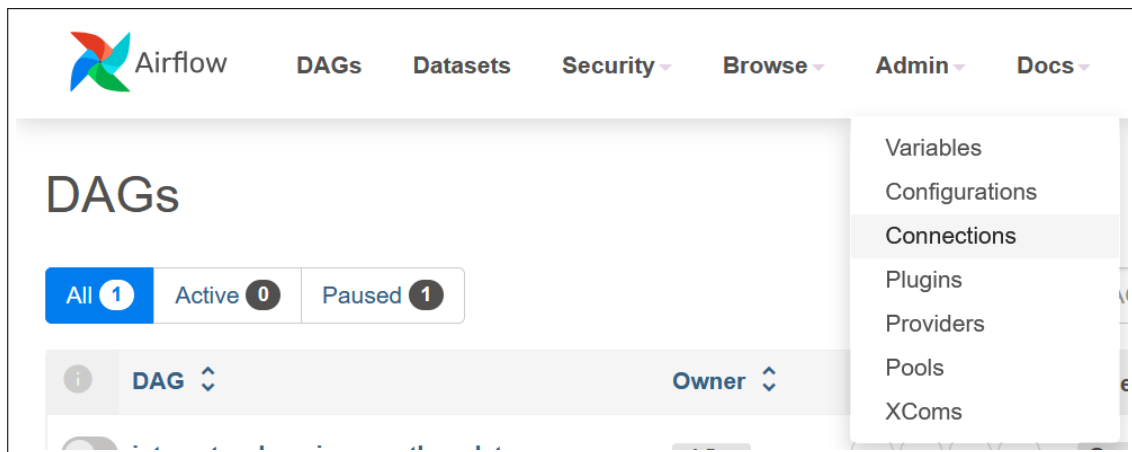 Airflow DAGs Datasets Security Browse Admin Docs
Variables
Configurations
Connections
Plugins
Providers
Pools
XComs
DAGs
All 1 Active 0 Paused 1
DAG Owner